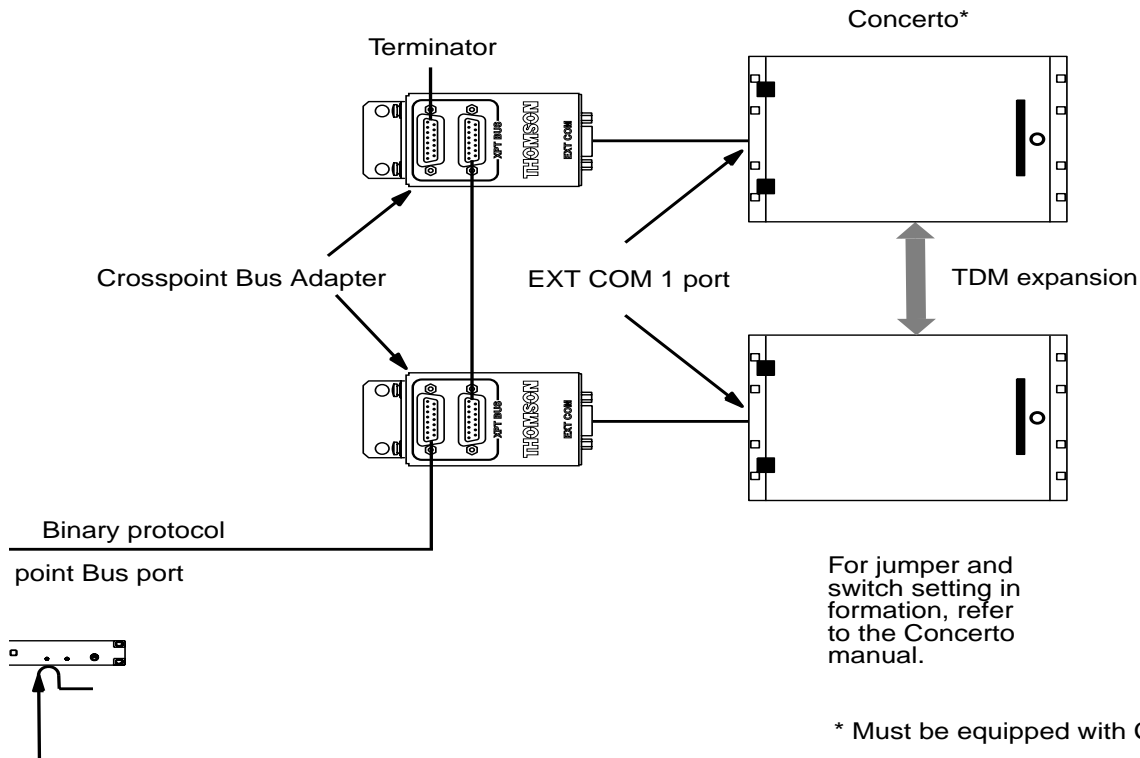 Concerto*
Terminator
XPT BUS
THOMSON
EXT COM
Crosspoint Bus Adapter
EXT COM 1 port
TDM expansion
XPT BUS
THOMSON
EXT COM
Binary protocol
point Bus port
For jumper and
switch setting in
formation, refer
to the Concerto
manual.
* Must be equipped with